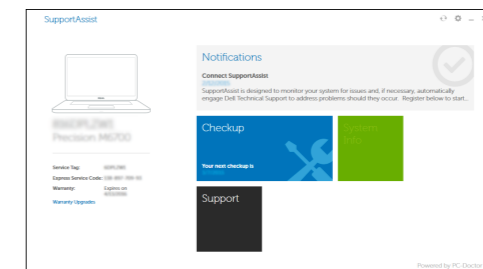 SupportAssist
Notifications
Connect SupportAssist
SupportAssist is designed to monitor your system for issues and, if necessary, automatically
engage Dell Technical Support to address problems should they occur. Register below to start...
Precision M6700
Checkup
Your next checkup is
System
Info
Service Tag:
Express Service Code:
Warranty: Expires on
Warranty Upgrades
Support
Powered by PC-Doctor